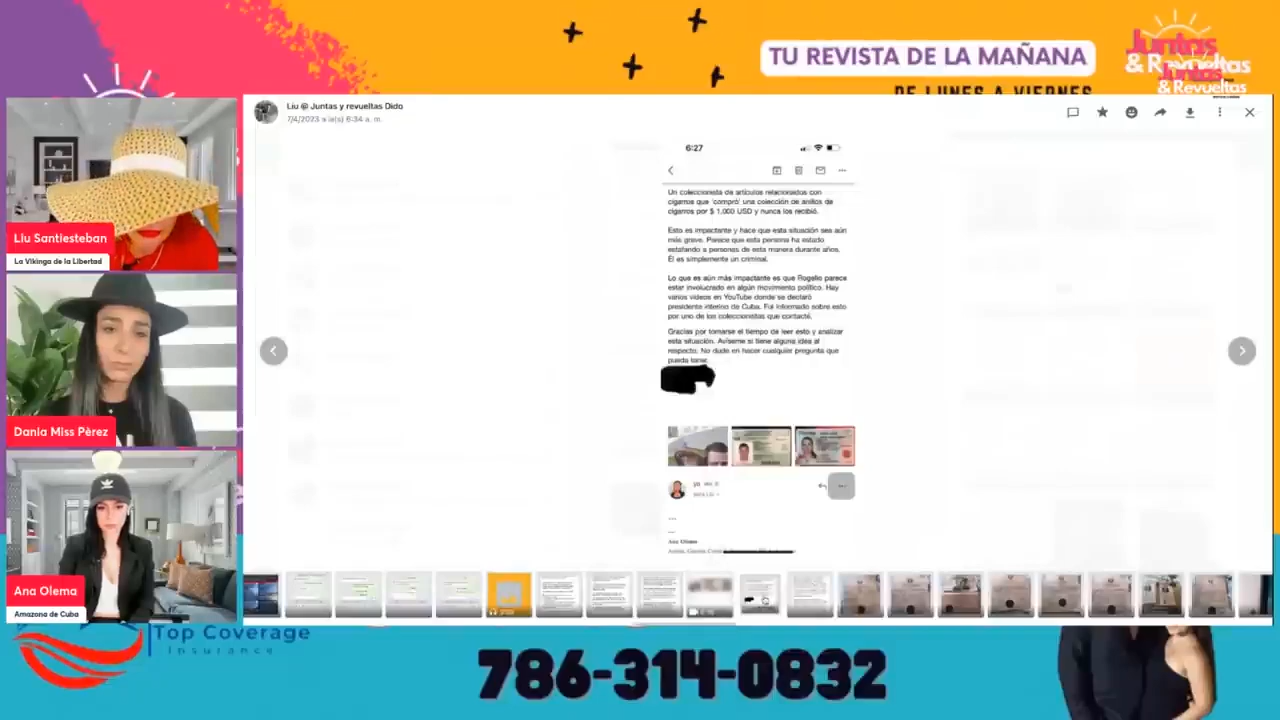 TU REVISTA DE LA MAÑANA
DE LUNES A VIERNES
Juntas
& Revueltas
Juntas
& Revueltas
Liu @ Juntas y revueltas Dido
7/4/2023 a la(s) 6:34 a. m.
Liu Santiesteban
La Vikinga de la Libertad
Dania Miss Pèrez
Ana Olema
Amazona de Cuba
6:27
Un coleccionista de artículos relacionados con
cigarros que 'compró' una colección de anillos de
cigarros por $ 1,000 USD y nunca los recibió.
Esto es impactante y hace que esta situación sea aún
más grave. Parece que esta persona ha estado
estafando a personas de esta manera durante años.
Él es simplemente un criminal.
Lo que es aún más impactante es que Rogelio parece
estar involucrado en algún movimiento político. Hay
varios videos en YouTube donde se declaró
presidente interino de Cuba. Fui informado sobre esto
por uno de los coleccionistas que contacté.
Gracias por tomarse el tiempo de leer esto y analizar
esta situación. Avíseme si tiene alguna idea al
respecto. No dude en hacer cualquier pregunta que
pueda tener.
yo
Ana Olema
Top Coverage
Insurance
786-314-0832